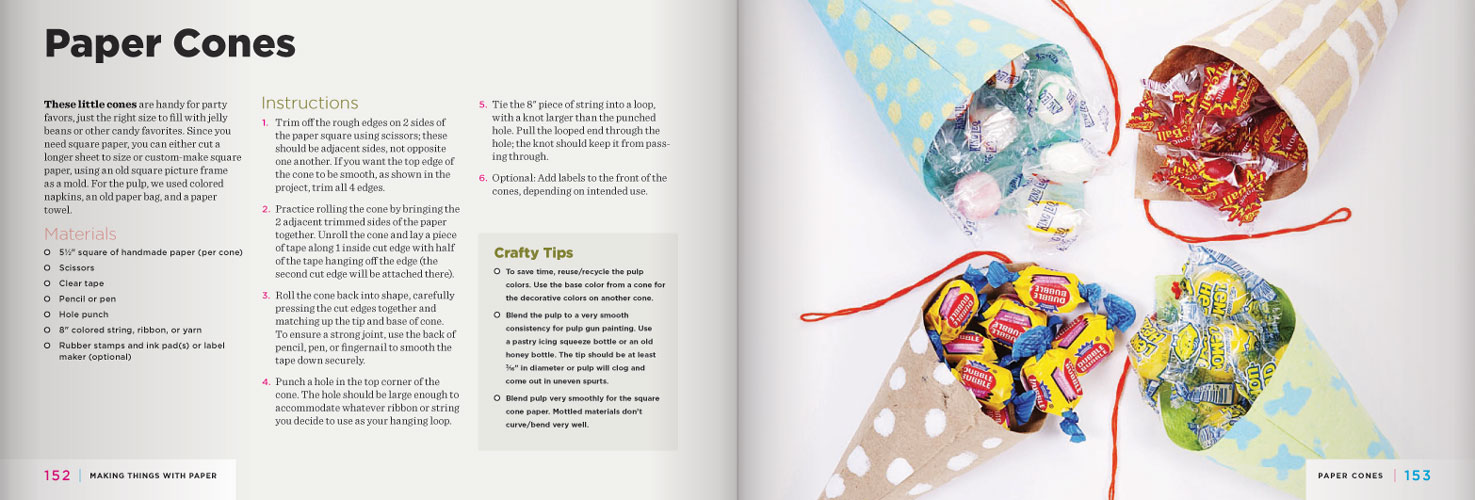 Paper Cones
These little cones are handy for party
favors, just the right size to fill with jelly
beans or other candy favorites. Since you
need square paper, you can either cut a
longer sheet to size or custom-make square
paper, using an old square picture frame
as a mold. For the pulp, we used colored
napkins, an old paper bag, and a paper
towel.
Materials
5½" square of handmade paper (per cone)
Scissors
Clear tape
Pencil or pen
Hole punch
8" colored string, ribbon, or yarn
Rubber stamps and ink pad(s) or label
maker (optional)
Instructions
1. Trim off the rough edges on 2 sides of
the paper square using scissors; these
should be adjacent sides, not opposite
one another. If you want the top edge of
the cone to be smooth, as shown in the
project, trim all 4 edges.
2. Practice rolling the cone by bringing the
2 adjacent trimmed sides of the paper
together. Unroll the cone and lay a piece
of tape along 1 inside cut edge with half
of the tape hanging off the edge (the
second cut edge will be attached there).
3. Roll the cone back into shape, carefully
pressing the cut edges together and
matching up the tip and base of cone.
To ensure a strong joint, use the back of
pencil, pen, or fingernail to smooth the
tape down securely.
4. Punch a hole in the top corner of the
cone. The hole should be large enough to
accommodate whatever ribbon or string
you decide to use as your hanging loop.
5. Tie the 8" piece of string into a loop,
with a knot larger than the punched
hole. Pull the looped end through the
hole; the knot should keep it from pass-
ing through.
6. Optional: Add labels to the front of the
cones, depending on intended use.
Crafty Tips
To save time, reuse/recycle the pulp
colors. Use the base color from a cone for
the decorative colors on another cone.
Blend the pulp to a very smooth
consistency for pulp gun painting. Use
a pastry icing squeeze bottle or an old
honey bottle. The tip should be at least
in diameter or pulp will clog and
come out in uneven spurts.
Blend pulp very smoothly for the square
cone paper. Mottled materials don't
curve/bend very well.
152 | MAKING THINGS WITH PAPER
KING LEO
Ball
DUBBLE
DUBBLE
DUBBLE
DUBBLE
LEMO
PAPER CONES | 153